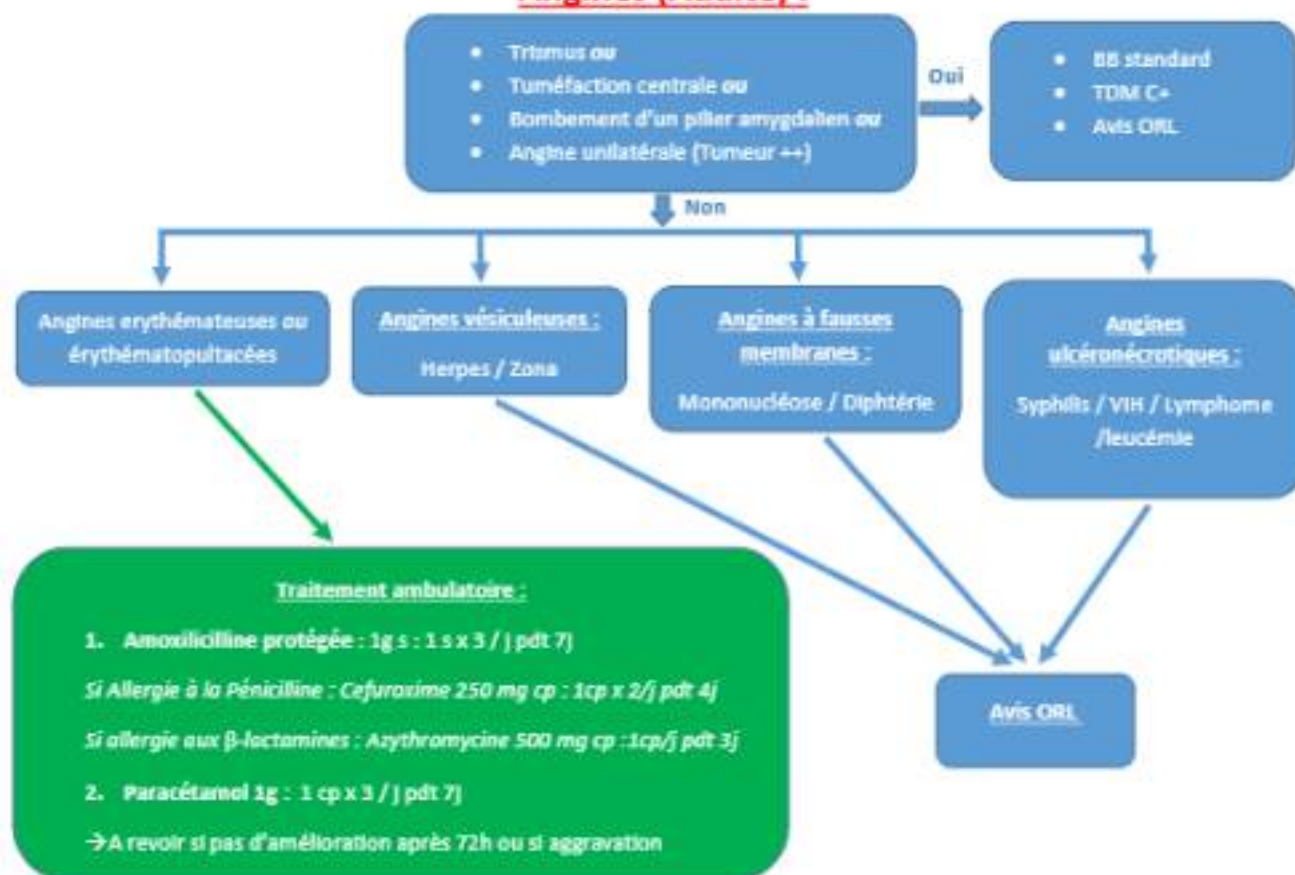 Trismus ou
Tuméfaction centrale ou
Bombement d'un pilier amygdalien ou
Angine unilatérale (Tumeur ++)
Oui
BB standard
TDM C+
Avis ORL
Non
Angines erythémateuses ou
érythématopultacées
Angines vésiculeuses :
Herpes / Zona
Angines à fausses
membranes :
Mononucléose / Diphtérie
Angines
ulcéronécrotiques :
Syphilis / VIH / Lymphome
/leucémie
Traitement ambulatoire :
1. Amoxilicilline protégée : 1g s : 1 s x 3 / j pdt 7j
Si Allergie à la Pénicilline : Cefuroxime 250 mg cp : 1cp x 2/j pdt 4j
Si allergie aux β-lactamines : Azythromycine 500 mg cp :1cp/j pdt 3j
2. Paracétamol 1g : 1 cp x 3 / j pdt 7j
→A revoir si pas d'amélioration après 72h ou si aggravation
Avis ORL